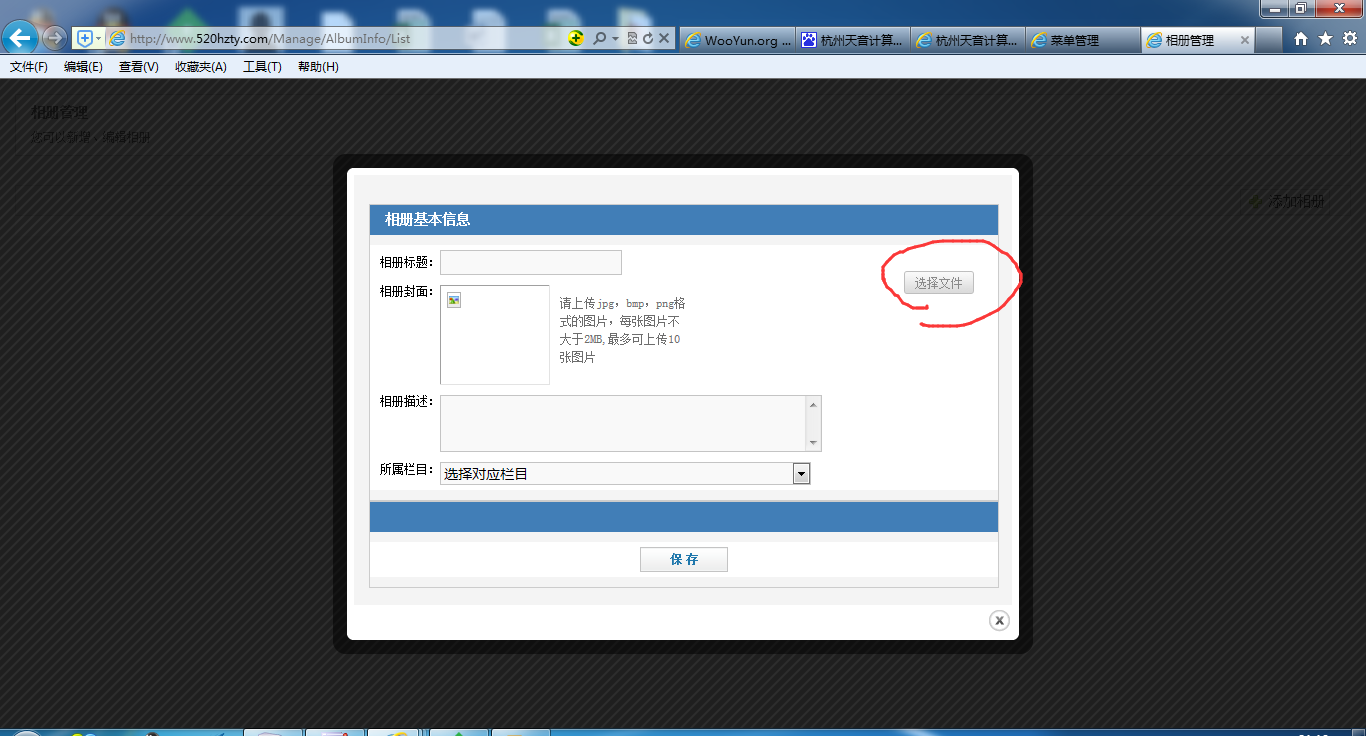 http://www.520hzty.com/Manage/AlbumInfo/List
WooYun.org ...
杭州天音计算...
杭州天音计算...
菜单管理
相册管理
文件(F) 编辑(E) 查看(V) 收藏夹(A) 工具(T) 帮助(H)
相册管理
您可以新增、编辑相册
添加相册
相册基本信息
相册标题：
选择文件
相册封面：
请上传jpg，bmp，png格
式的图片，每张图片不
大于2MB,最多可上传10
张图片
相册描述：
所属栏目：
选择对应栏目
保 存